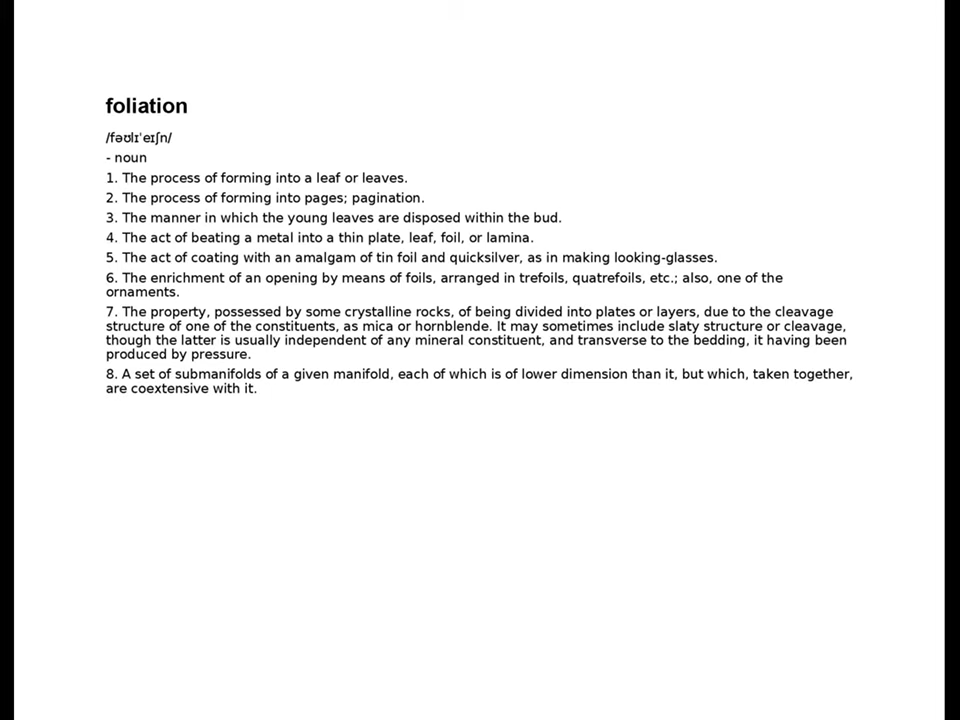 foliation
/fəʊlɪˈeɪʃn/
- noun
1. The process of forming into a leaf or leaves.
2. The process of forming into pages; pagination.
3. The manner in which the young leaves are disposed within the bud.
4. The act of beating a metal into a thin plate, leaf, foil, or lamina.
5. The act of coating with an amalgam of tin foil and quicksilver, as in making looking-glasses.
6. The enrichment of an opening by means of foils, arranged in trefoils, quatrefoils, etc.; also, one of the
ornaments.
7. The property, possessed by some crystalline rocks, of being divided into plates or layers, due to the cleavage
structure of one of the constituents, as mica or hornblende. It may sometimes include slaty structure or cleavage,
though the latter is usually independent of any mineral constituent, and transverse to the bedding, it having been
produced by pressure.
8. A set of submanifolds of a given manifold, each of which is of lower dimension than it, but which, taken together,
are coextensive with it.